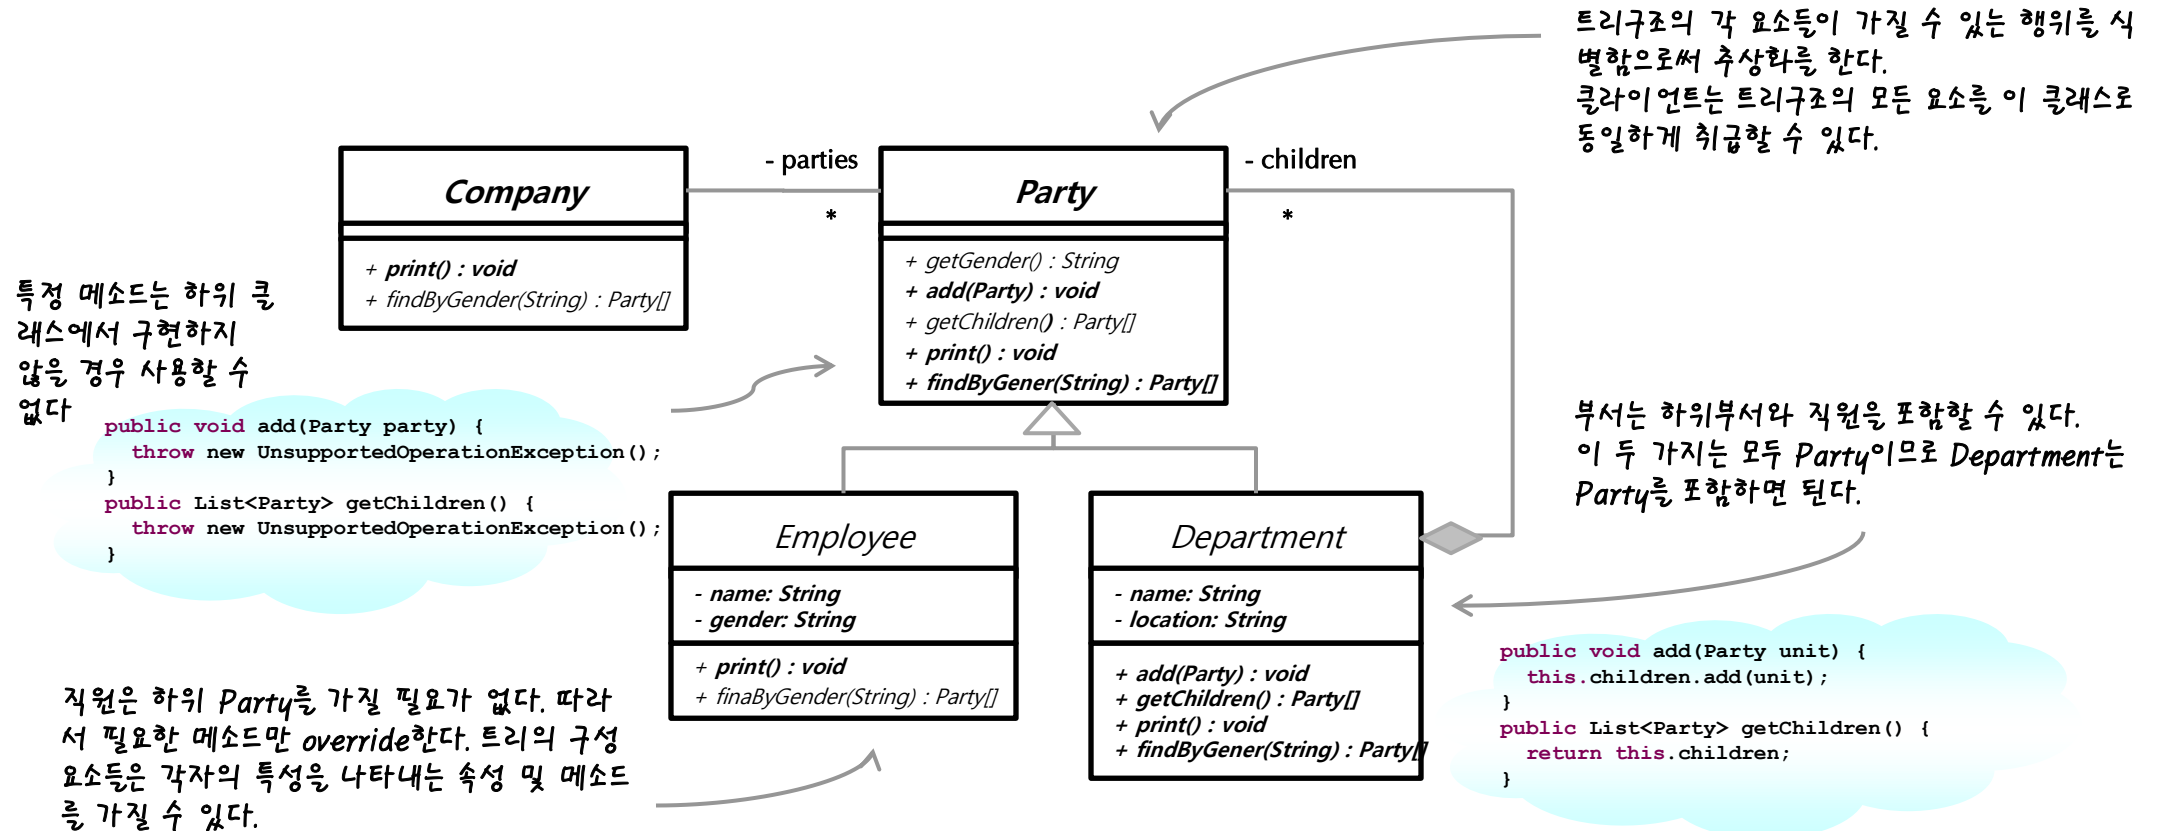 트리구조의 각 요소들이 가질 수 있는 행위를 식
별함으로써 추상화를 한다.
클라이언트는 트리구조의 모든 요소를 이 클래스로
동일하게 취급할 수 있다.
Company
+ print() : void
+ findByGender(String) : Party[]
- parties
*
Party
+ getGender() : String
+ add(Party) : void
+ getChildren() : Party[]
+ print() : void
+ findByGener(String) : Party[]
- children
*
특정 메소드는 하위 클
래스에서 구현하지
않을 경우 사용할 수
없다
public void add(Party party) {
throw new UnsupportedOperationException();
}
public List<Party> getChildren() {
throw new UnsupportedOperationException();
}
부서는 하위부서와 직원을 포함할 수 있다.
이 두 가지는 모두 Party이므로 Department는
Party를 포함하면 된다.
Employee
- name: String
- gender: String
+ print() : void
+ finaByGender(String) : Party[]
Department
- name: String
- location: String
+ add(Party) : void
+ getChildren() : Party[]
+ print() : void
+ findByGener(String) : Party[]
public void add(Party unit) {
this.children.add(unit);
}
public List<Party> getChildren() {
return this.children;
}
직원은 하위 Party를 가질 필요가 없다. 따라
서 필요한 메소드만 override한다. 트리의 구성
요소들은 각자의 특성을 나타내는 속성 및 메소드
를 가질 수 있다.